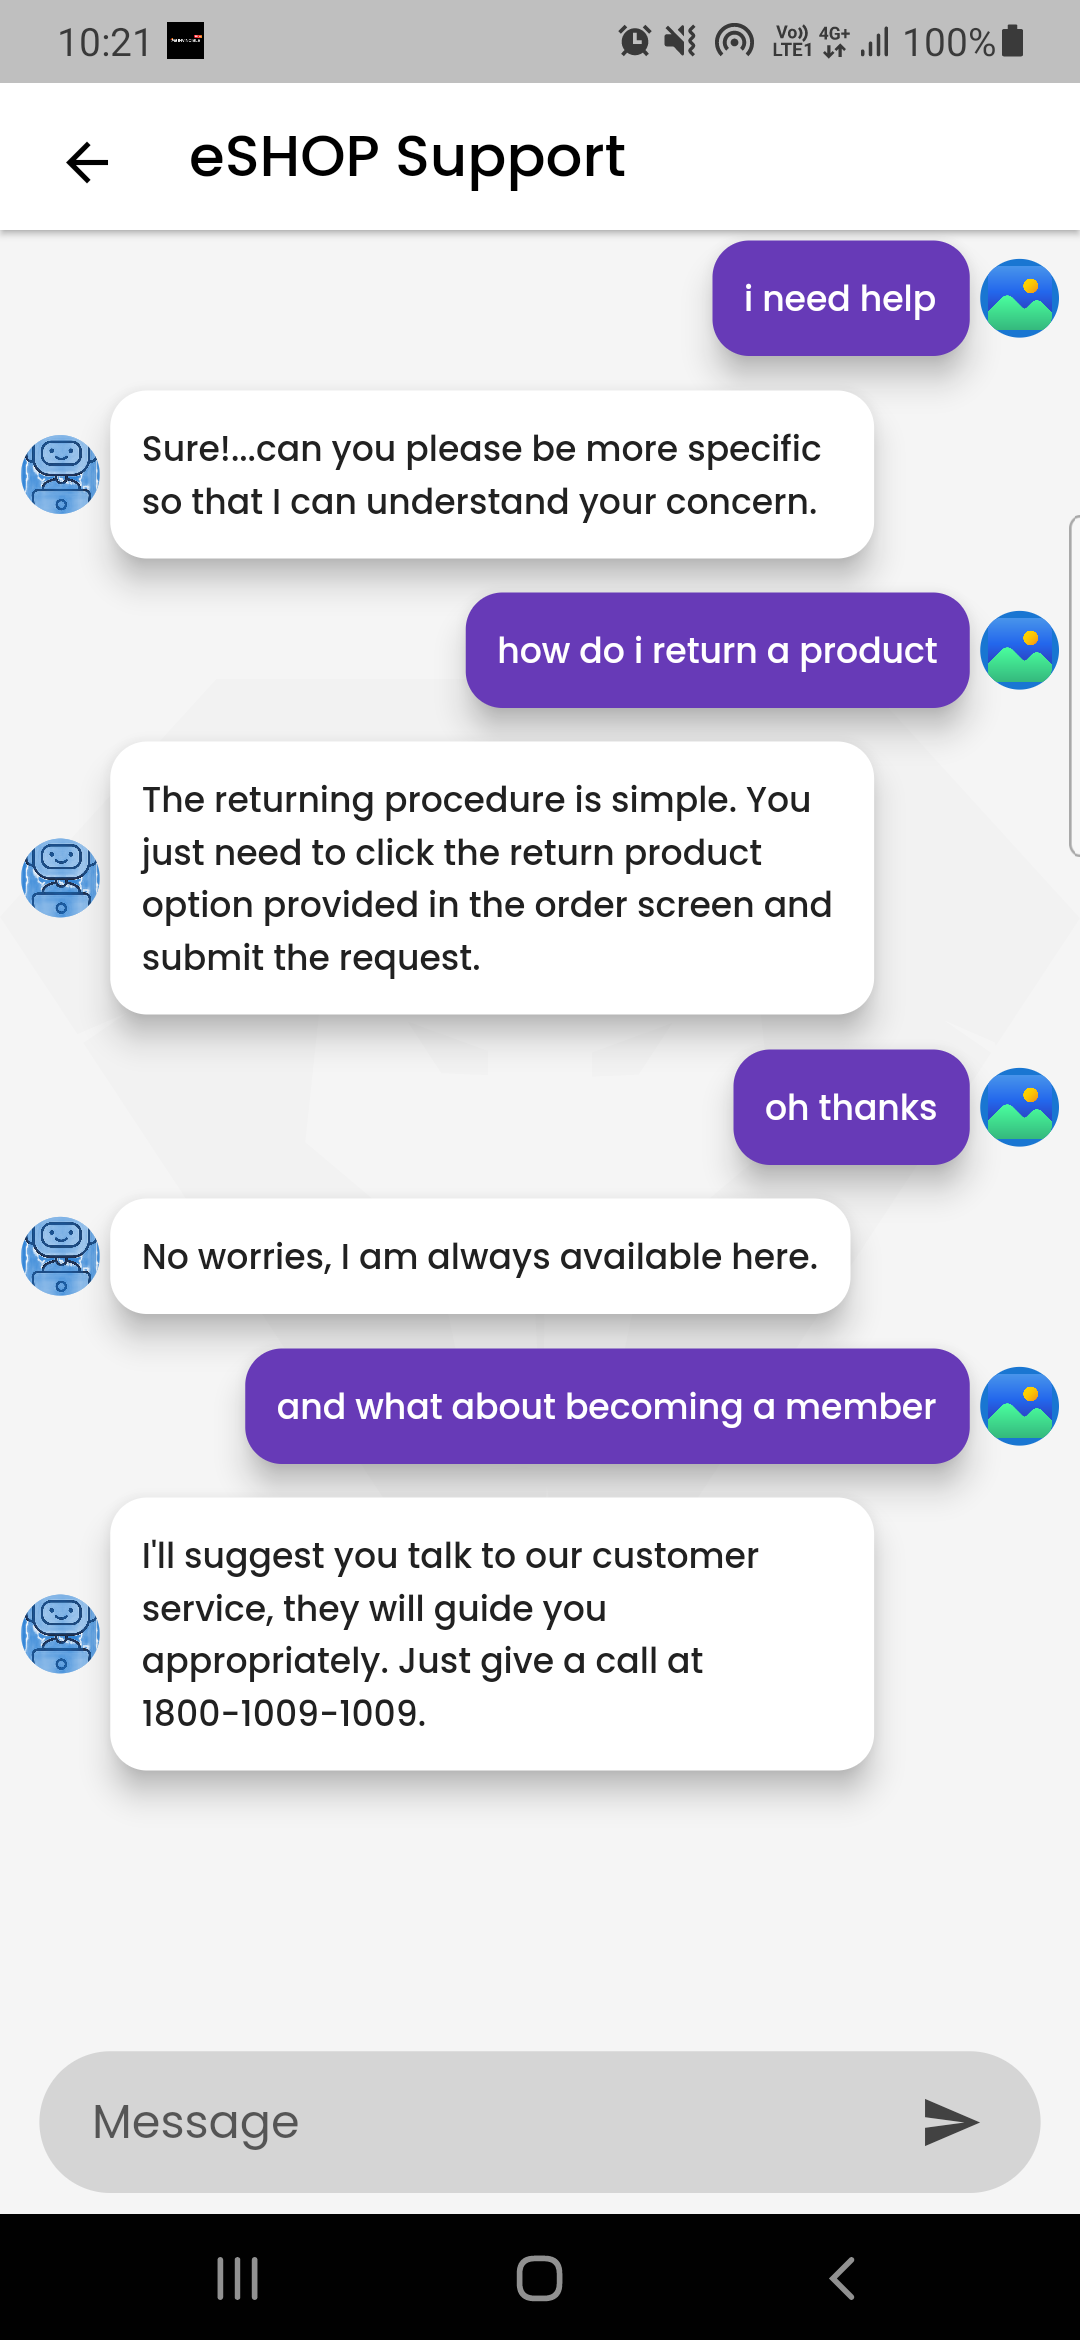 10:21
Vo)) 4G+
LTE1
100%
eSHOP Support
i need help
Sure!...can you please be more specific
so that I can understand your concern.
how do i return a product
The returning procedure is simple. You
just need to click the return product
option provided in the order screen and
submit the request.
oh thanks
No worries, I am always available here.
and what about becoming a member
I'll suggest you talk to our customer
service, they will guide you
appropriately. Just give a call at
1800-1009-1009.
Message